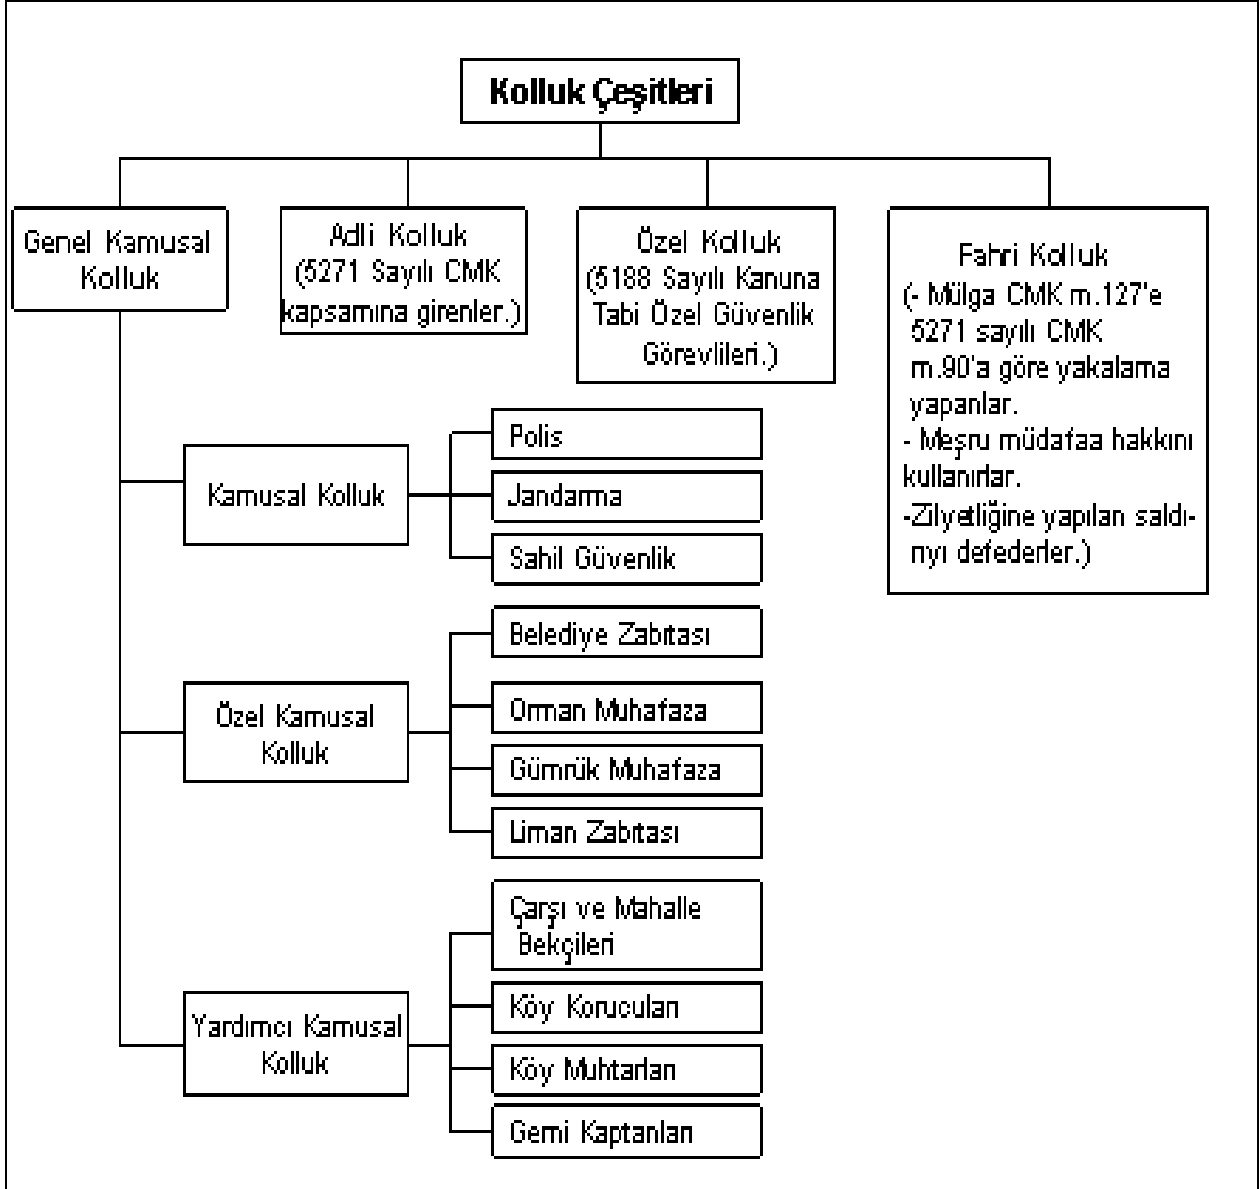 Kolluk Çeşitleri
Genel Kamusal
Kolluk
Adli Kolluk
(5271 Sayılı CMK
kapsamına girenler.)
Özel Kolluk
(5188 Sayılı Kanuna
Tabi Özel Güvenlik
Görevlileri.)
Fahri Kolluk
(- Mülga CMK m.127'e
5271 sayılı CMK
m.90'a göre yakalama
yapanlar.
- Meşru müdafaa hakkını
kullanırlar.
-Zilyetliğine yapılan saldı-
rıyı defederler.)
Kamusal Kolluk
Polis
Jandarma
Sahil Güvenlik
Özel Kamusal
Kolluk
Belediye Zabıtası
Orman Muhafaza
Gümrük Muhafaza
Liman Zabıtası
Yardımcı Kamusal
Kolluk
Çarşı ve Mahalle
Bekçileri
Köy Korucuları
Köy Muhtarları
Gemi Kaptanları